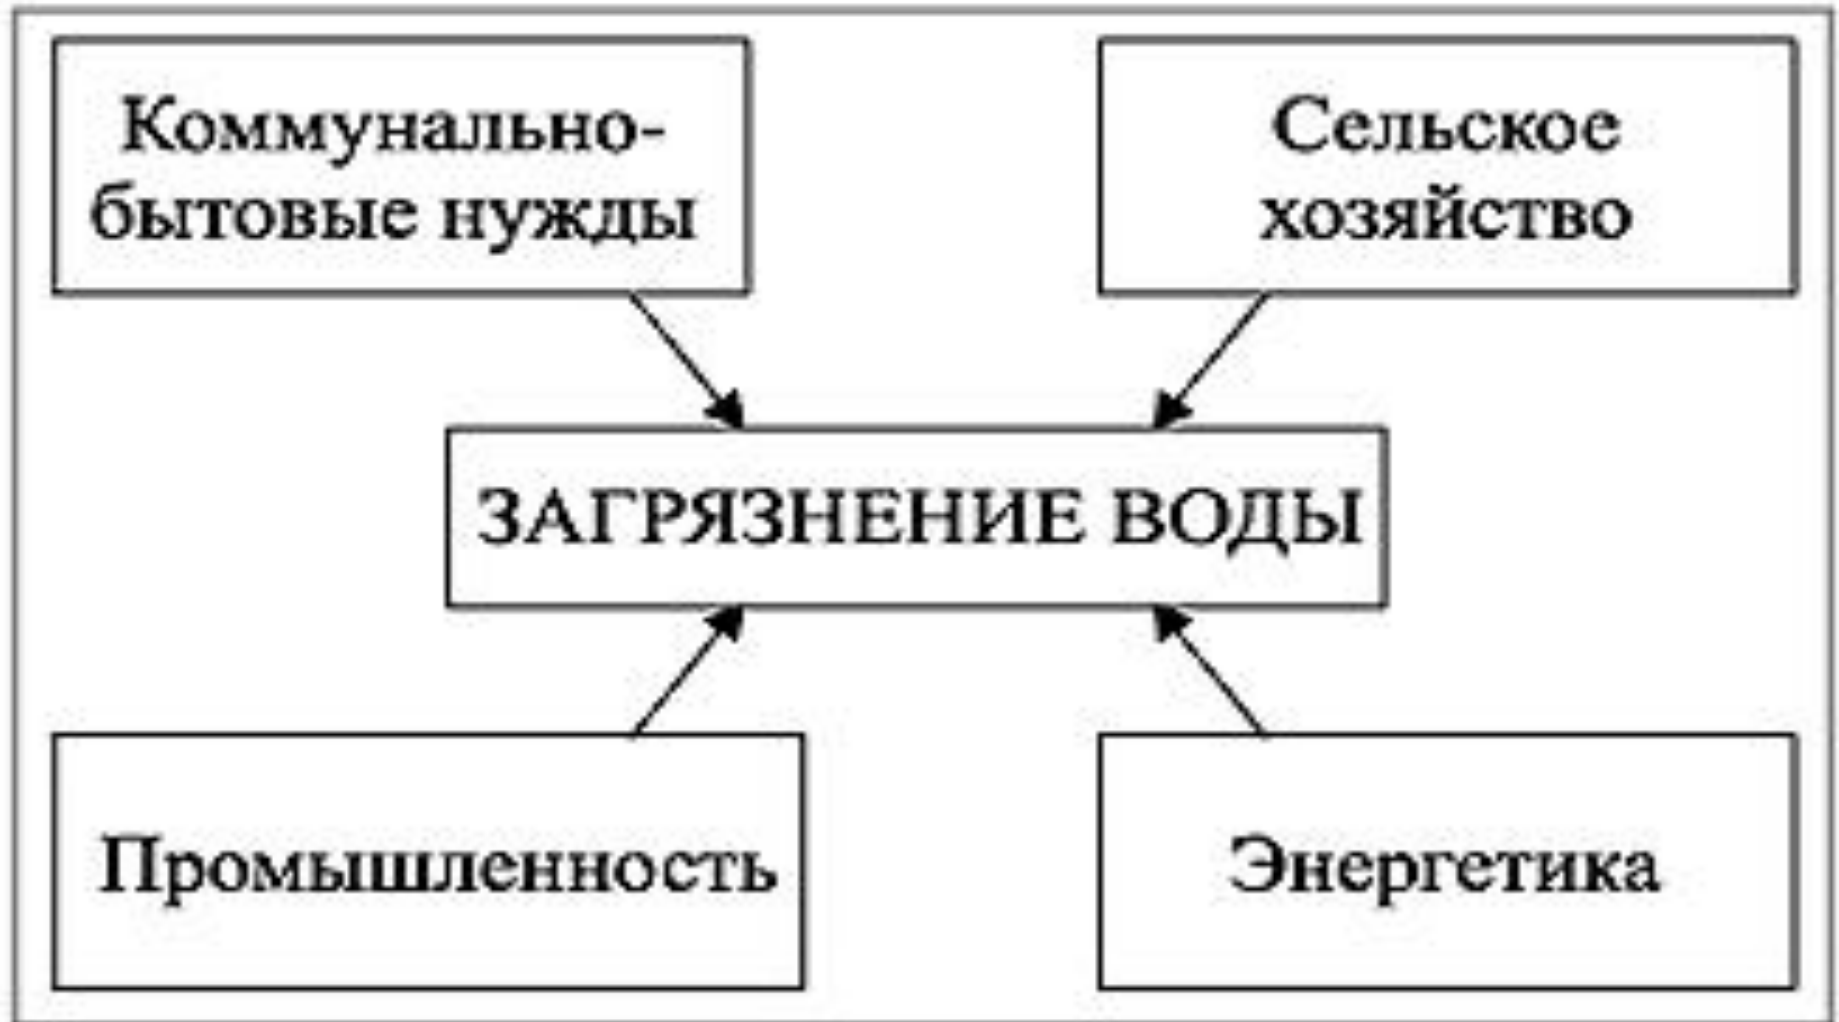 Коммунально-
бытовые нужды
Сельское
хозяйство
ЗАГРЯЗНЕНИЕ ВОДЫ
Промышленность
Энергетика